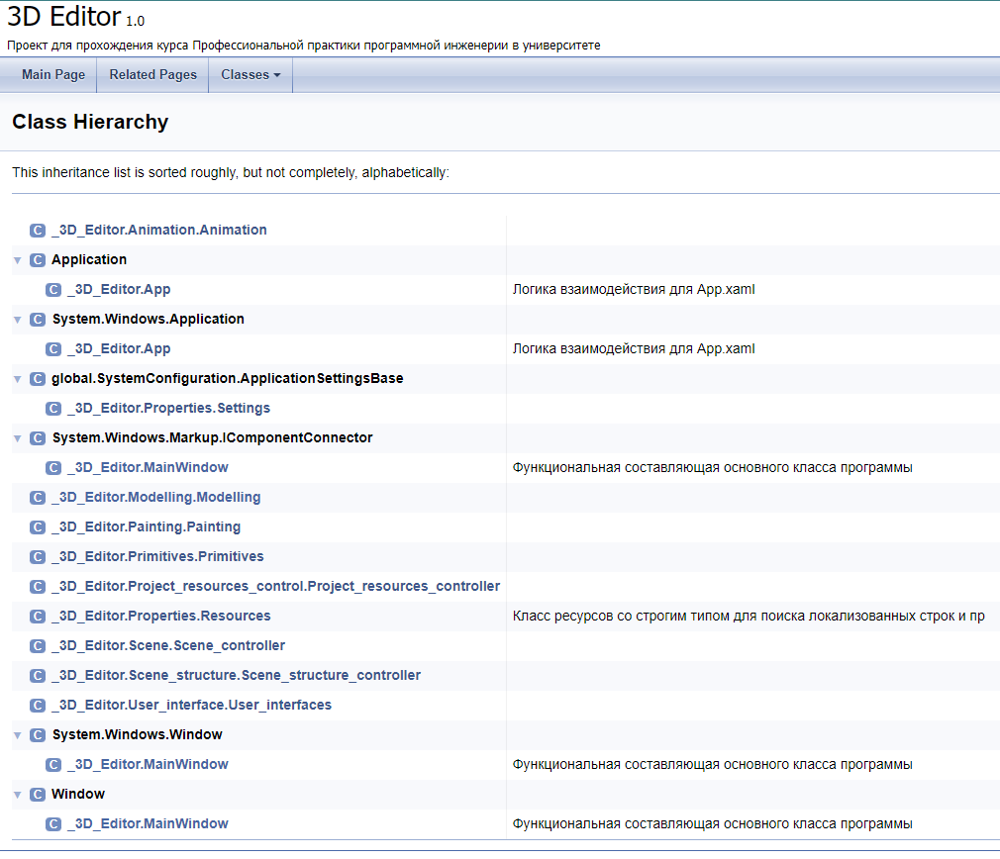 3D Editor 1.0
Проект для прохождения курса Профессиональной практики программной инженерии в университете
Main Page Related Pages Classes
Class Hierarchy
This inheritance list is sorted roughly, but not completely, alphabetically:
C _3D_Editor.Animation.Animation
C Application
C _3D_Editor.App Логика взаимодействия для App.xaml
C System.Windows.Application
C _3D_Editor.App Логика взаимодействия для App.xaml
C global.SystemConfiguration.ApplicationSettingsBase
C _3D_Editor.Properties.Settings
C System.Windows.Markup.IComponentConnector
C _3D_Editor.MainWindow Функциональная составляющая основного класса программы
C _3D_Editor.Modelling.Modelling
C _3D_Editor.Painting.Painting
C _3D_Editor.Primitives.Primitives
C _3D_Editor.Project_resources_control.Project_resources_controller
C _3D_Editor.Properties.Resources Класс ресурсов со строгим типом для поиска локализованных строк и пр
C _3D_Editor.Scene.Scene_controller
C _3D_Editor.Scene_structure.Scene_structure_controller
C _3D_Editor.User_interface.User_interfaces
C System.Windows.Window
C _3D_Editor.MainWindow Функциональная составляющая основного класса программы
C Window
C _3D_Editor.MainWindow Функциональная составляющая основного класса программы